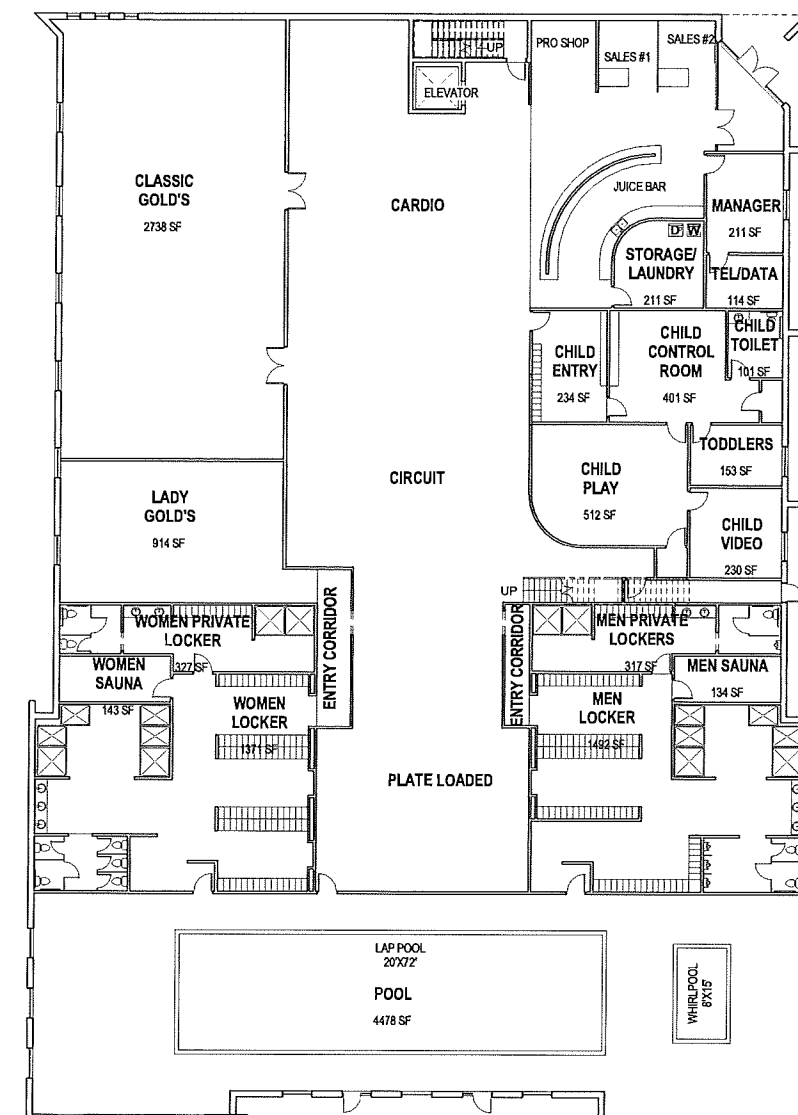 UP
PRO SHOP
SALES #1
SALES #2
ELEVATOR
CLASSIC
GOLD'S
2738 SF
CARDIO
JUICE BAR
MANAGER
211 SF
D
W
STORAGE/
LAUNDRY
211 SF
TEL/DATA
114 SF
CHILD
ENTRY
234 SF
CHILD
CONTROL
ROOM
401 SF
CHILD
TOILET
101 SF
CIRCUIT
CHILD
PLAY
512 SF
TODDLERS
153 SF
LADY
GOLD'S
914 SF
CHILD
VIDEO
230 SF
UP
WOMEN PRIVATE
LOCKER
327 SF
ENTRY CORRIDOR
ENTRY CORRIDOR
MEN PRIVATE
LOCKERS
317 SF
WOMEN
SAUNA
143 SF
MEN SAUNA
134 SF
WOMEN
LOCKER
1371 SF
MEN
LOCKER
1492 SF
PLATE LOADED
LAP POOL
20'X72'
POOL
4478 SF
WHIRLPOOL
8'X15'